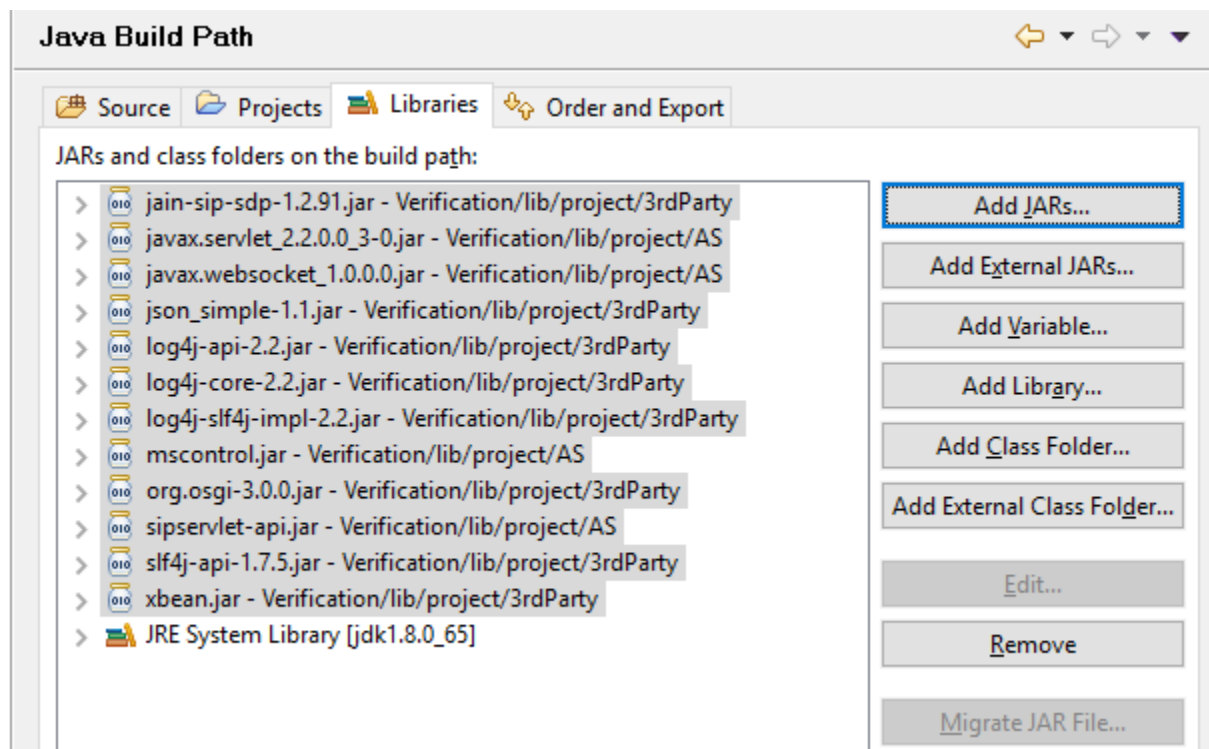 Java Build Path
Source Projects Libraries Order and Export
JARs and class folders on the build path:
jain-sip-sdp-1.2.91.jar - Verification/lib/project/3rdParty
javax.servlet_2.2.0.0_3-0.jar - Verification/lib/project/AS
javax.websocket_1.0.0.0.jar - Verification/lib/project/AS
json_simple-1.1.jar - Verification/lib/project/3rdParty
log4j-api-2.2.jar - Verification/lib/project/3rdParty
log4j-core-2.2.jar - Verification/lib/project/3rdParty
log4j-slf4j-impl-2.2.jar - Verification/lib/project/3rdParty
mscontrol.jar - Verification/lib/project/AS
org.osgi-3.0.0.jar - Verification/lib/project/3rdParty
sipservlet-api.jar - Verification/lib/project/AS
slf4j-api-1.7.5.jar - Verification/lib/project/3rdParty
xbean.jar - Verification/lib/project/3rdParty
JRE System Library [jdk1.8.0_65]
Add JARs...
Add External JARs...
Add Variable...
Add Library...
Add Class Folder...
Add External Class Folder...
Edit...
Remove
Migrate JAR File...